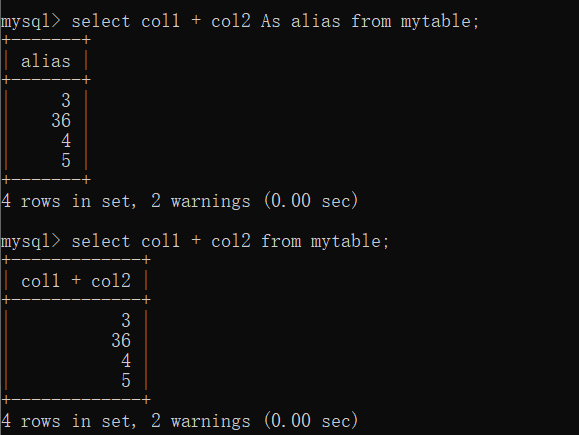 mysql> select col1 + col2 As alias from mytable;
+-------+
| alias |
+-------+
|     3 |
|    36 |
|     4 |
|     5 |
+-------+
4 rows in set, 2 warnings (0.00 sec)
mysql> select col1 + col2 from mytable;
+-------------+
| col1 + col2 |
+-------------+
|           3 |
|          36 |
|           4 |
|           5 |
+-------------+
4 rows in set, 2 warnings (0.00 sec)